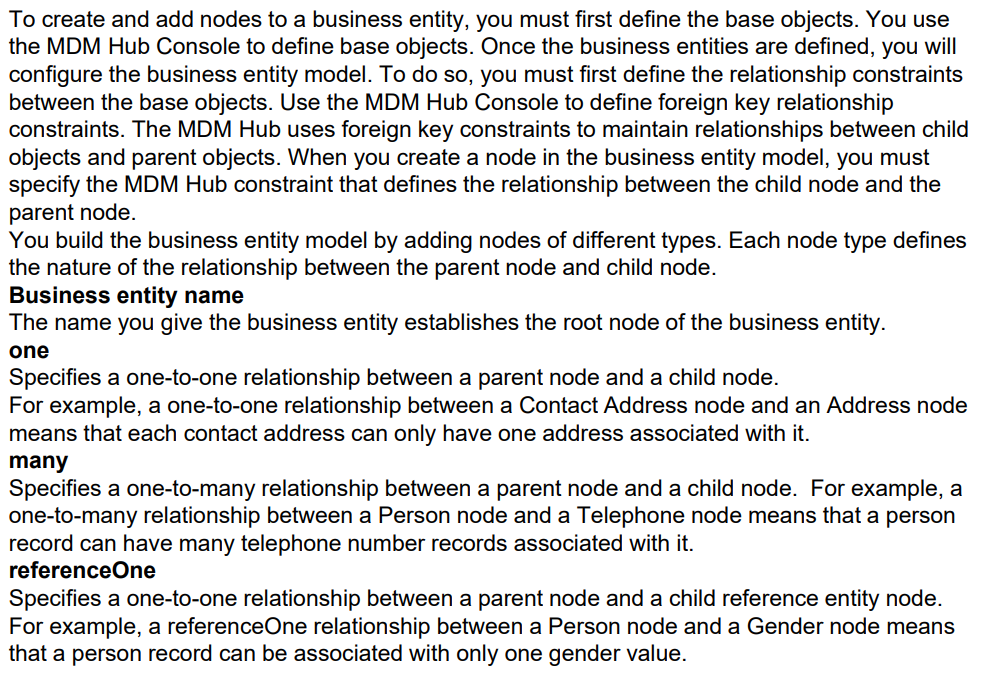 To create and add nodes to a business entity, you must first define the base objects. You use
the MDM Hub Console to define base objects. Once the business entities are defined, you will
configure the business entity model. To do so, you must first define the relationship constraints
between the base objects. Use the MDM Hub Console to define foreign key relationship
constraints. The MDM Hub uses foreign key constraints to maintain relationships between child
objects and parent objects. When you create a node in the business entity model, you must
specify the MDM Hub constraint that defines the relationship between the child node and the
parent node.
You build the business entity model by adding nodes of different types. Each node type defines
the nature of the relationship between the parent node and child node.
Business entity name
The name you give the business entity establishes the root node of the business entity.
one
Specifies a one-to-one relationship between a parent node and a child node.
For example, a one-to-one relationship between a Contact Address node and an Address node
means that each contact address can only have one address associated with it.
many
Specifies a one-to-many relationship between a parent node and a child node.  For example, a
one-to-many relationship between a Person node and a Telephone node means that a person
record can have many telephone number records associated with it.
referenceOne
Specifies a one-to-one relationship between a parent node and a child reference entity node.
For example, a referenceOne relationship between a Person node and a Gender node means
that a person record can be associated with only one gender value.